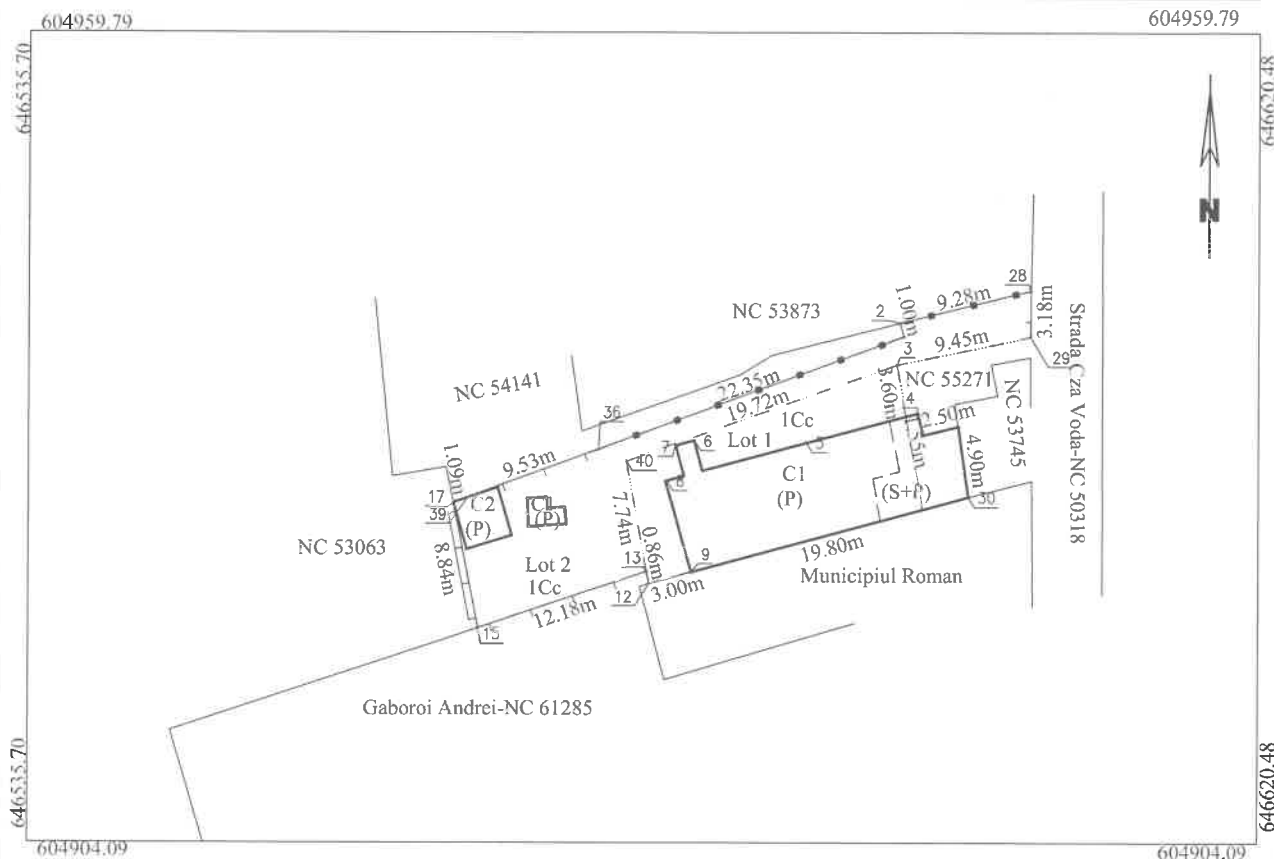 604959.79
604959.79
646535.70
646620.48
N
28
9.28m
1.00m
2
NC 53873
3.18m
Strada Cza Voda-NC 50318
9.45m
3
29
NC 54141
22.35m
3.60m
NC 55271
NC 53745
19.72m
36
1Cc
4
2.50m
Lot 1
6
7
5
9.53m
1.09m
40
C1
(P)
8
4.90m
(S+P)
30
17
39
C2
(P)
(P)
7.74m
NC 53063
8.84m
Lot 2
1Cc
13
0.86m
9
19.80m
Municipiul Roman
3.00m
12
12.18m
15
Gaboroi Andrei-NC 61285
646535.70
646620.48
604904.09
604904.09